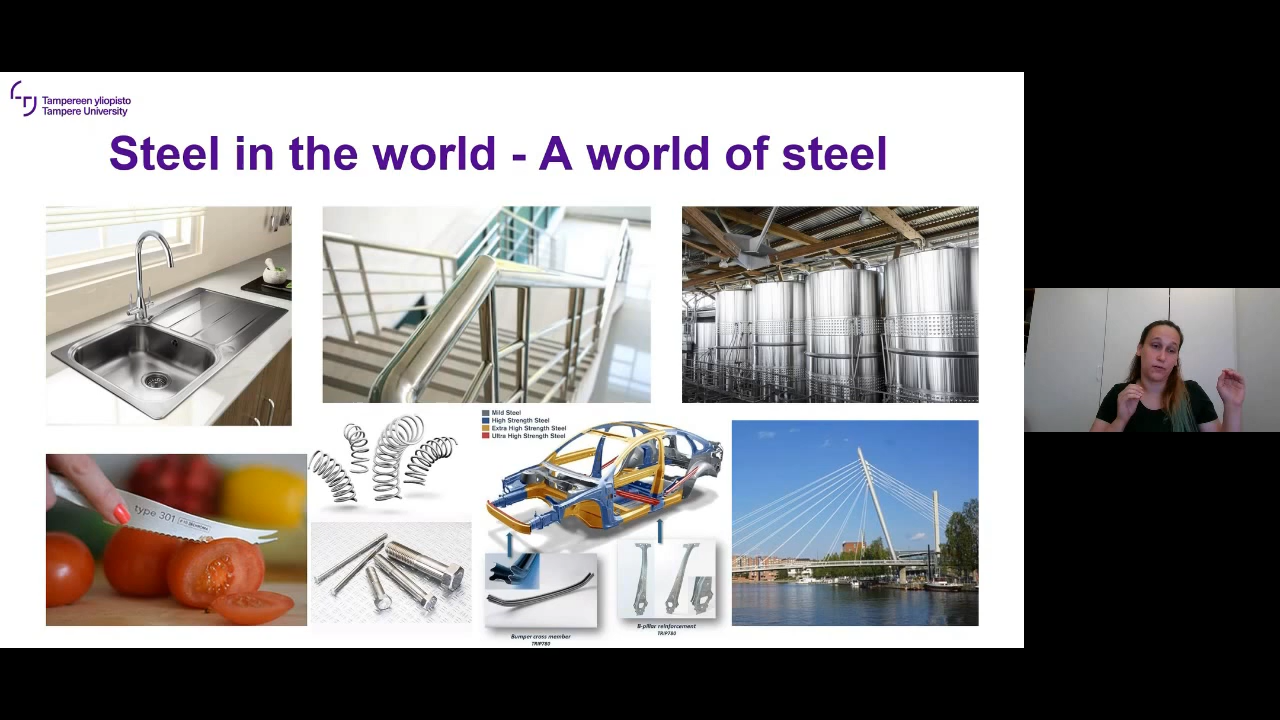 Tampereen yliopisto
Tampere University
Steel in the world - A world of steel
Mild Steel
High Strength Steel
Extra High Strength Steel
Ultra High Strength Steel
type 301
Bumper cross member
TRIP780
B-pillar reinforcement
TRIP780